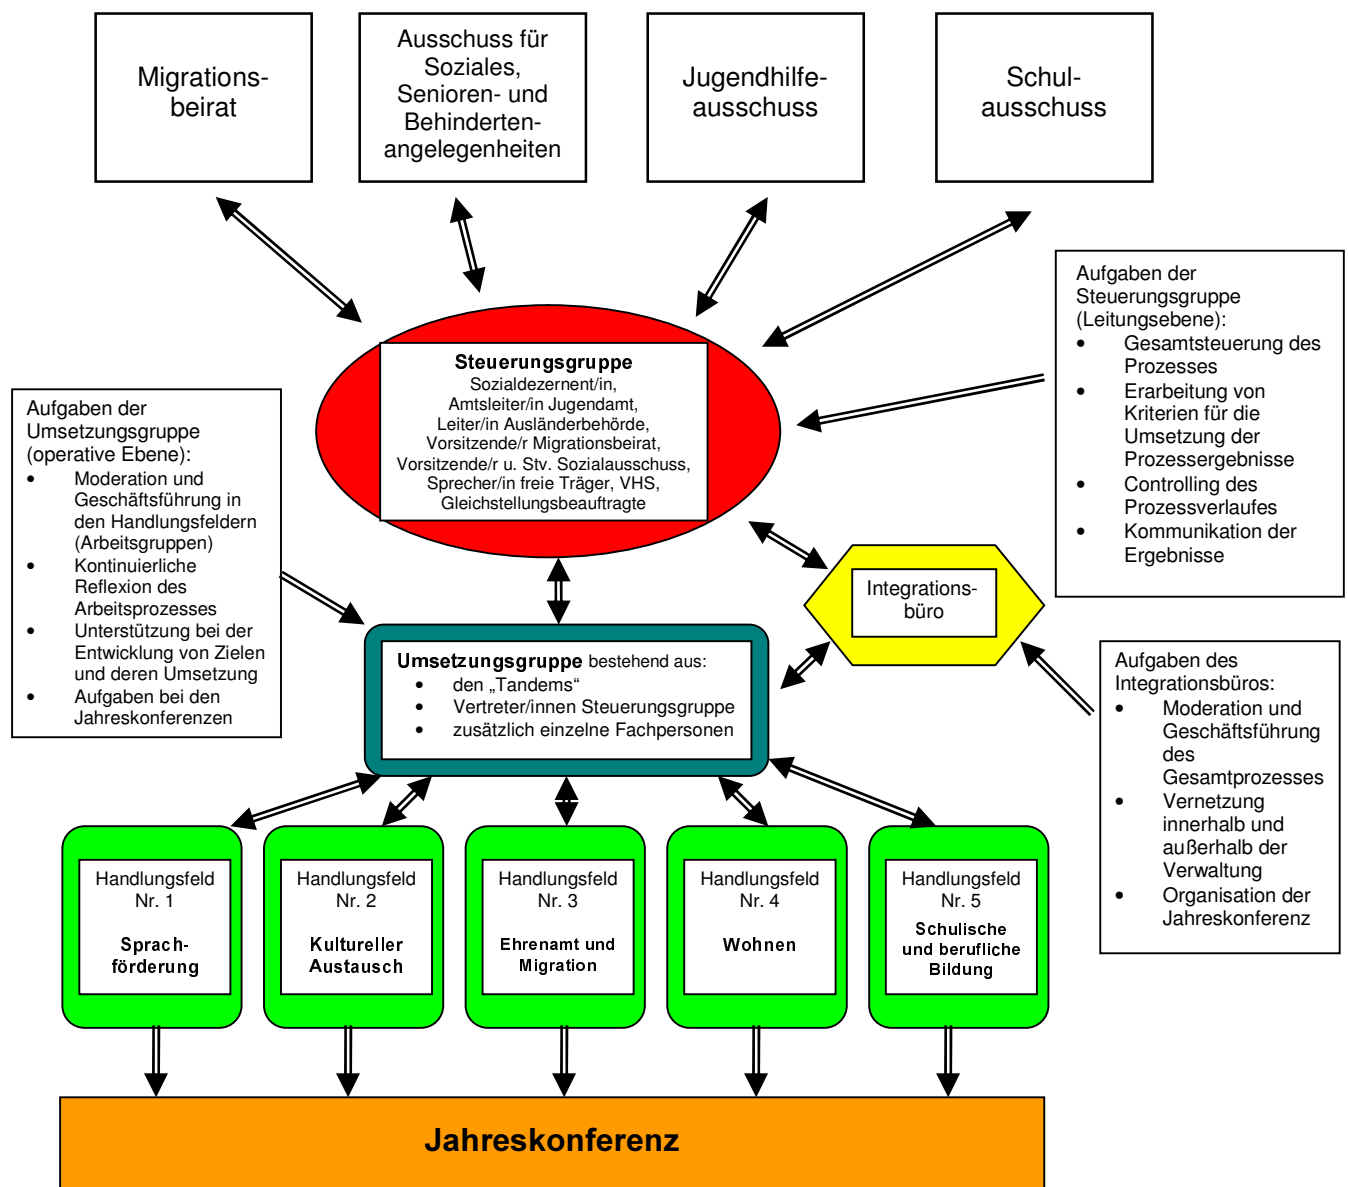 Migrations-
beirat
Ausschuss für
Soziales,
Senioren- und
Behinderten-
angelegenheiten
Jugendhilfe-
ausschuss
Schul-
ausschuss
Aufgaben der
Steuerungsgruppe
(Leitungsebene):
• Gesamtsteuerung des
Prozesses
• Erarbeitung von
Kriterien für die
Umsetzung der
Prozessergebnisse
• Controlling des
Prozessverlaufes
• Kommunikation der
Ergebnisse
Steuerungsgruppe
Sozialdezernent/in,
Amtsleiter/in Jugendamt,
Leiter/in Ausländerbehörde,
Vorsitzende/r Migrationsbeirat,
Vorsitzende/r u. Stv. Sozialausschuss,
Sprecher/in freie Träger, VHS,
Gleichstellungsbeauftragte
Aufgaben der
Umsetzungsgruppe
(operative Ebene):
• Moderation und
Geschäftsführung in
den Handlungsfeldern
(Arbeitsgruppen)
• Kontinuierliche
Reflexion des
Arbeitsprozesses
• Unterstützung bei der
Entwicklung von Zielen
und deren Umsetzung
• Aufgaben bei den
Jahreskonferenzen
Integrations-
büro
Umsetzungsgruppe bestehend aus:
• den „Tandems“
• Vertreter/innen Steuerungsgruppe
• zusätzlich einzelne Fachpersonen
Aufgaben des
Integrationsbüros:
• Moderation und
Geschäftsführung
des
Gesamtprozesses
• Vernetzung
innerhalb und
außerhalb der
Verwaltung
• Organisation der
Jahreskonferenz
Handlungsfeld
Nr. 1
Sprach-
förderung
Handlungsfeld
Nr. 2
Kultureller
Austausch
Handlungsfeld
Nr. 3
Ehrenamt und
Migration
Handlungsfeld
Nr. 4
Wohnen
Handlungsfeld
Nr. 5
Schulische
und berufliche
Bildung
Jahreskonferenz